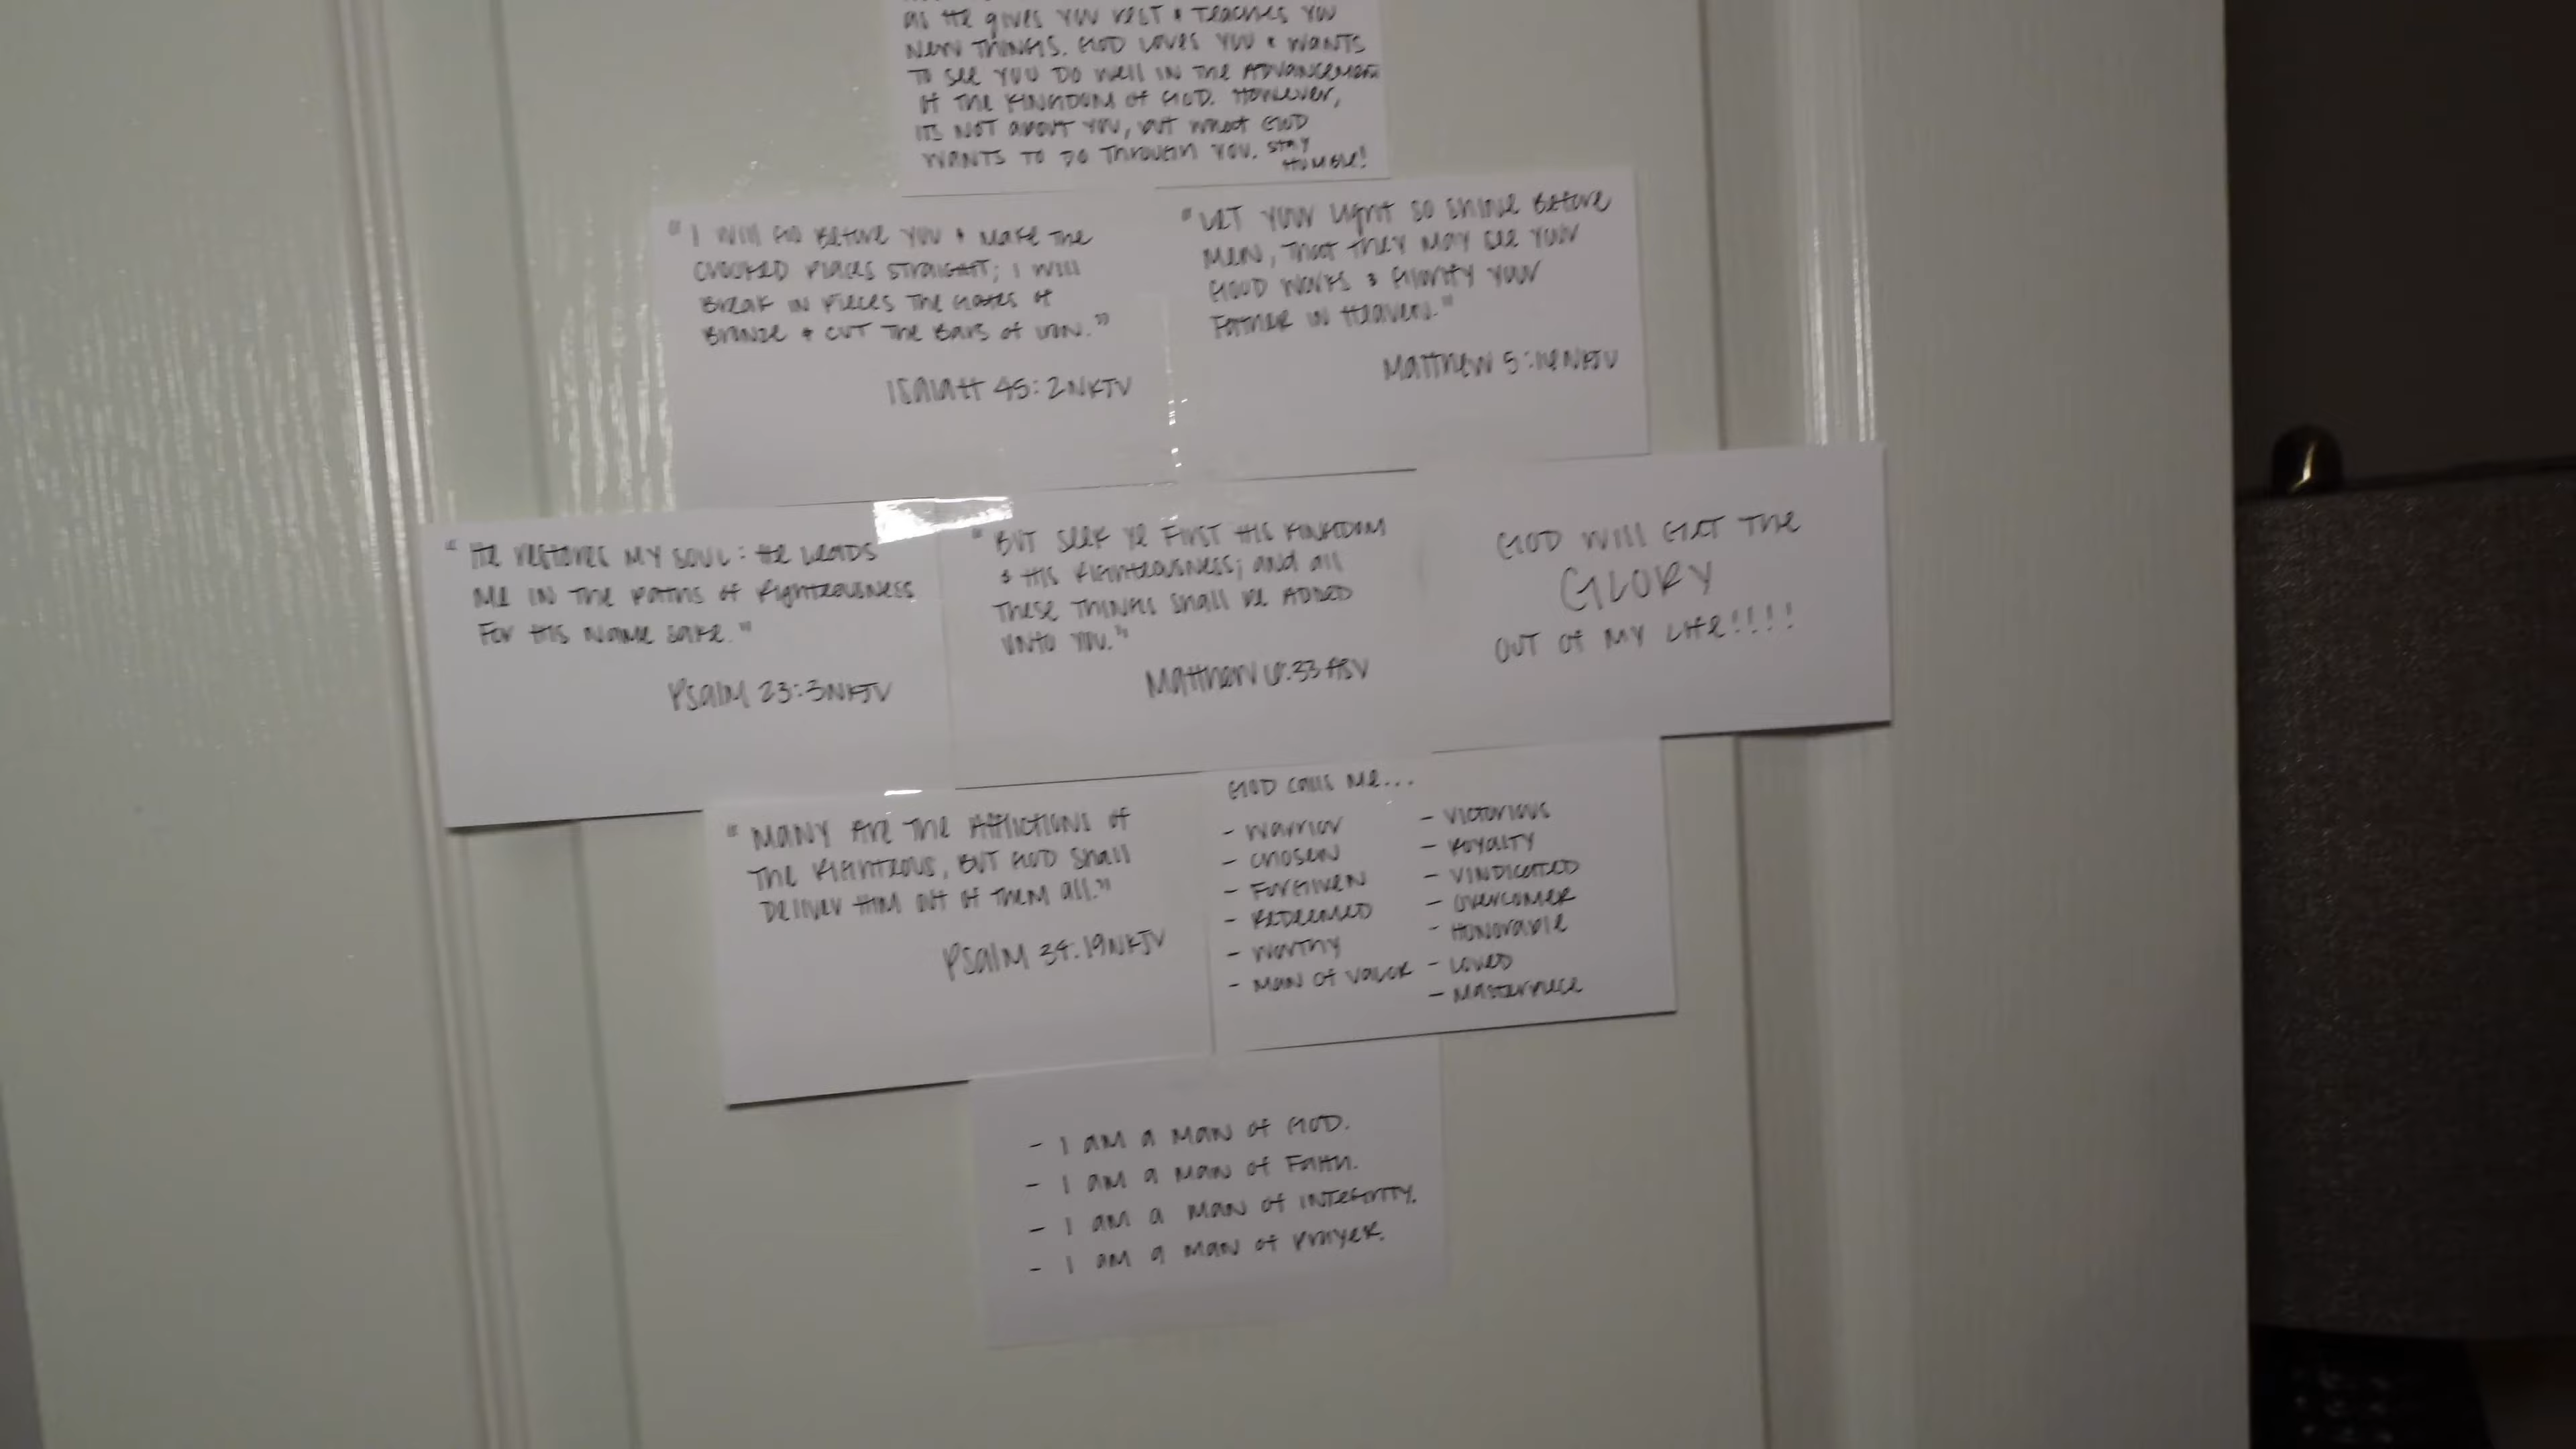 as He gives you rest & teaches you
new things. God loves you & wants
to see you do well in the advancement
of the kingdom of God. However,
its not about you, but what God
wants to do through you. Stay
humble!
"I will go before you & make the
crooked places straight; I will
break in pieces the gates of
bronze & cut the bars of iron."
Isaiah 45:2NKJV
"Let your light so shine before
men, that they may see your
good works & glorify your
Father in Heaven."
Matthew 5:16NKJV
"He restores my soul: He leads
me in the paths of righteousness
for His name sake."
Psalm 23:3NKJV
"But seek ye first His kingdom
& His righteousness; and all
these things shall be added
unto you."
Matthew 6:33 ASV
God will get the
GLORY
out of my life!!!!
"Many are the afflictions of
the righteous, but God shall
deliver him out of them all."
Psalm 34:19NKJV
God calls me...
- Warrior
- Chosen
- Forgiven
- Redeemed
- Worthy
- Man of Valor
- Victorious
- Royalty
- Vindicated
- Overcomer
- Honorable
- Loved
- Masterpiece
- I am a man of God.
- I am a man of faith.
- I am a man of integrity.
- I am a man of prayer.